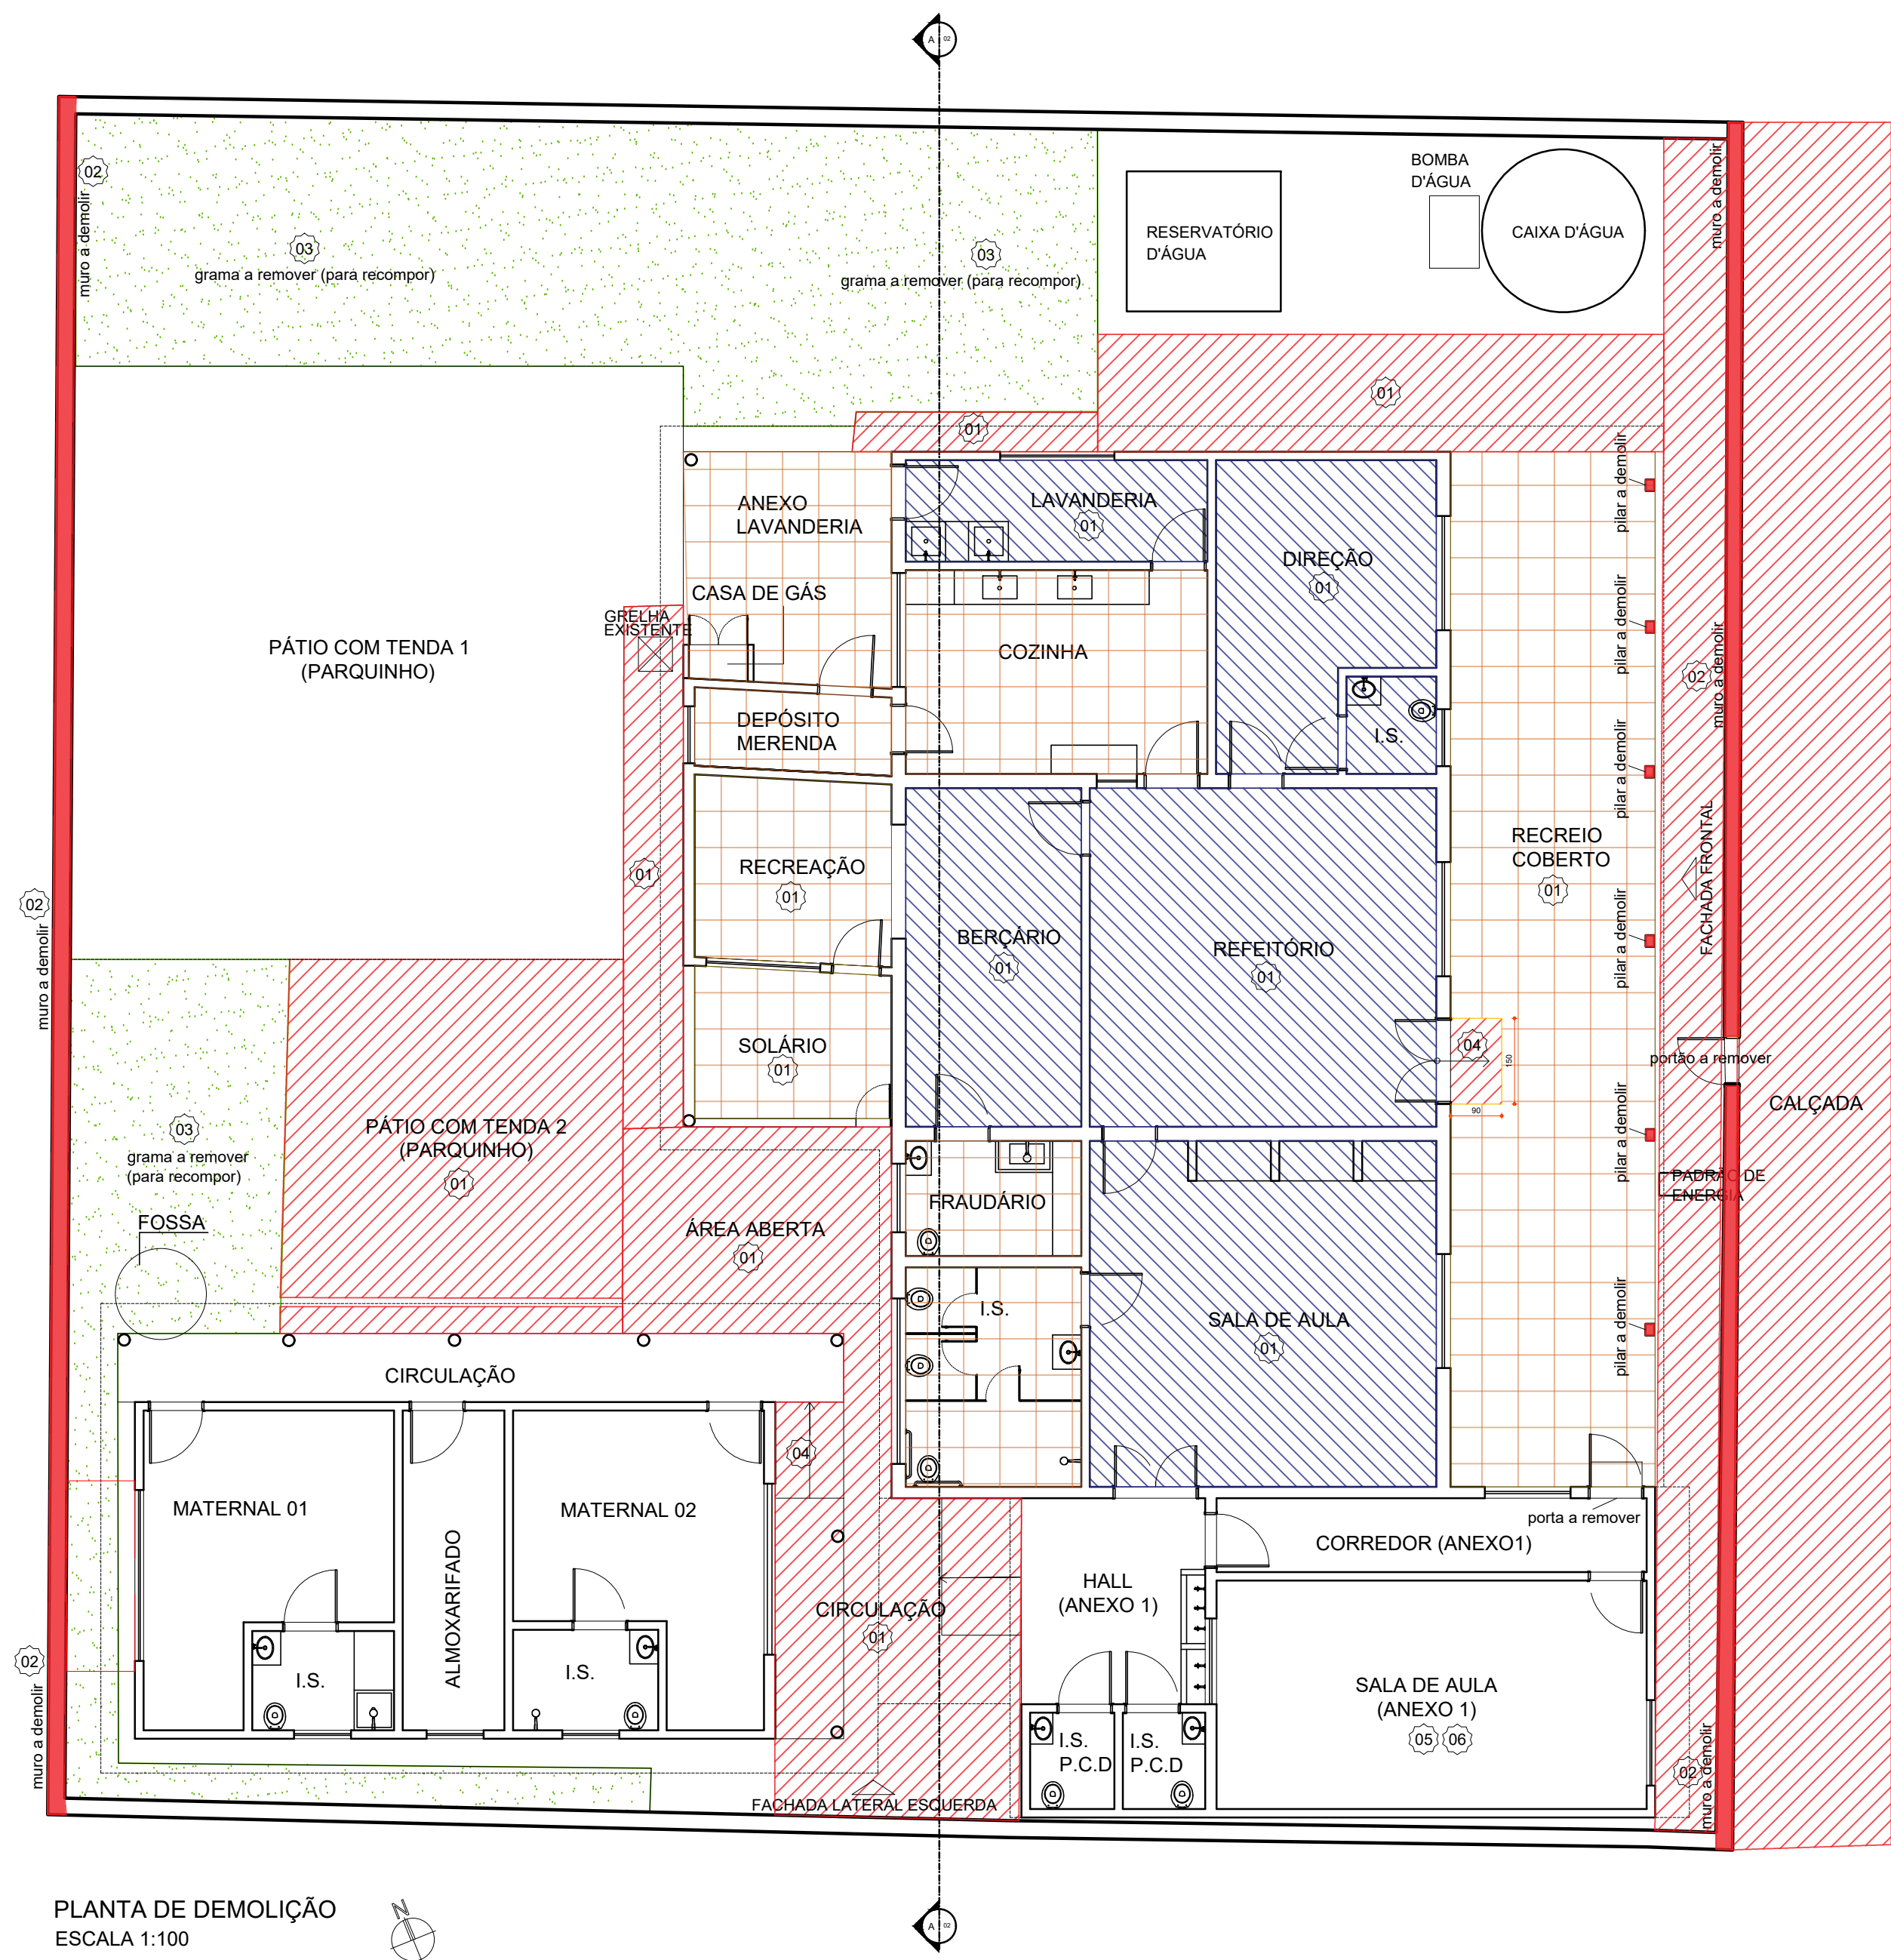 A 02
02
muro a demolir
03
grama a remover (para recompor)
03
grama a remover (para recompor)
RESERVATÓRIO
D'ÁGUA
BOMBA
D'ÁGUA
CAIXA D'ÁGUA
muro a demolir
01
01
ANEXO
LAVANDERIA
LAVANDERIA
01
DIREÇÃO
01
pilar a demolir
CASA DE GÁS
GRELHA
EXISTENTE
COZINHA
pilar a demolir
02
muro a demolir
PÁTIO COM TENDA 1
(PARQUINHO)
DEPÓSITO
MERENDA
I.S.
pilar a demolir
RECREIO
COBERTO
01
FACHADA FRONTAL
01
RECREAÇÃO
01
02
muro a demolir
BERÇÁRIO
01
REFEITÓRIO
01
pilar a demolir
SOLÁRIO
01
04
150
90
portão a remover
CALÇADA
03
grama a remover
(para recompor)
FOSSA
PÁTIO COM TENDA 2
(PARQUINHO)
01
pilar a demolir
PADRÃO DE
ENERGIA
FRAUDÁRIO
ÁREA ABERTA
01
I.S.
SALA DE AULA
01
pilar a demolir
CIRCULAÇÃO
04
MATERNAL 01
ALMOXARIFADO
MATERNAL 02
porta a remover
CORREDOR (ANEXO1)
HALL
(ANEXO 1)
CIRCULAÇÃO
01
02
muro a demolir
I.S.
I.S.
SALA DE AULA
(ANEXO 1)
05 06
I.S.
P.C.D
I.S.
P.C.D
02
muro a demolir
FACHADA LATERAL ESQUERDA
PLANTA DE DEMOLIÇÃO
ESCALA 1:100
N
A 02